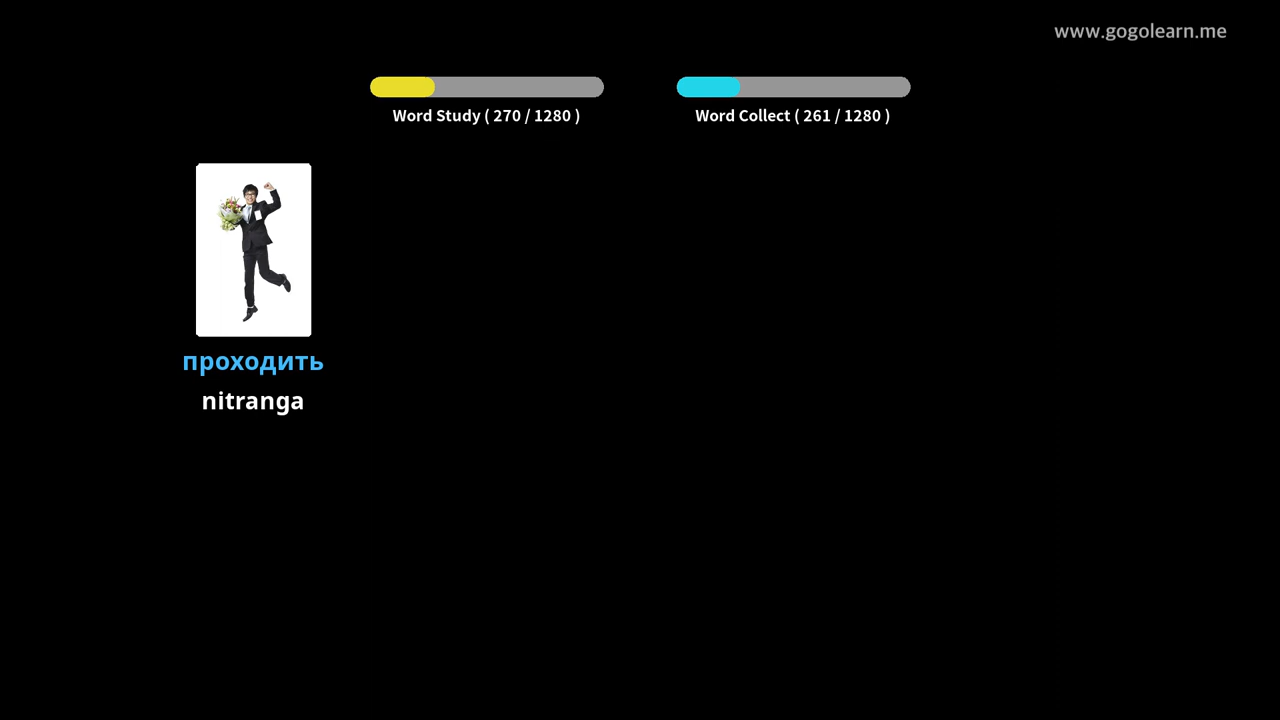 www.gogolearn.me
Word Study ( 270 / 1280 )
Word Collect ( 261 / 1280 )
проходить
nitranga